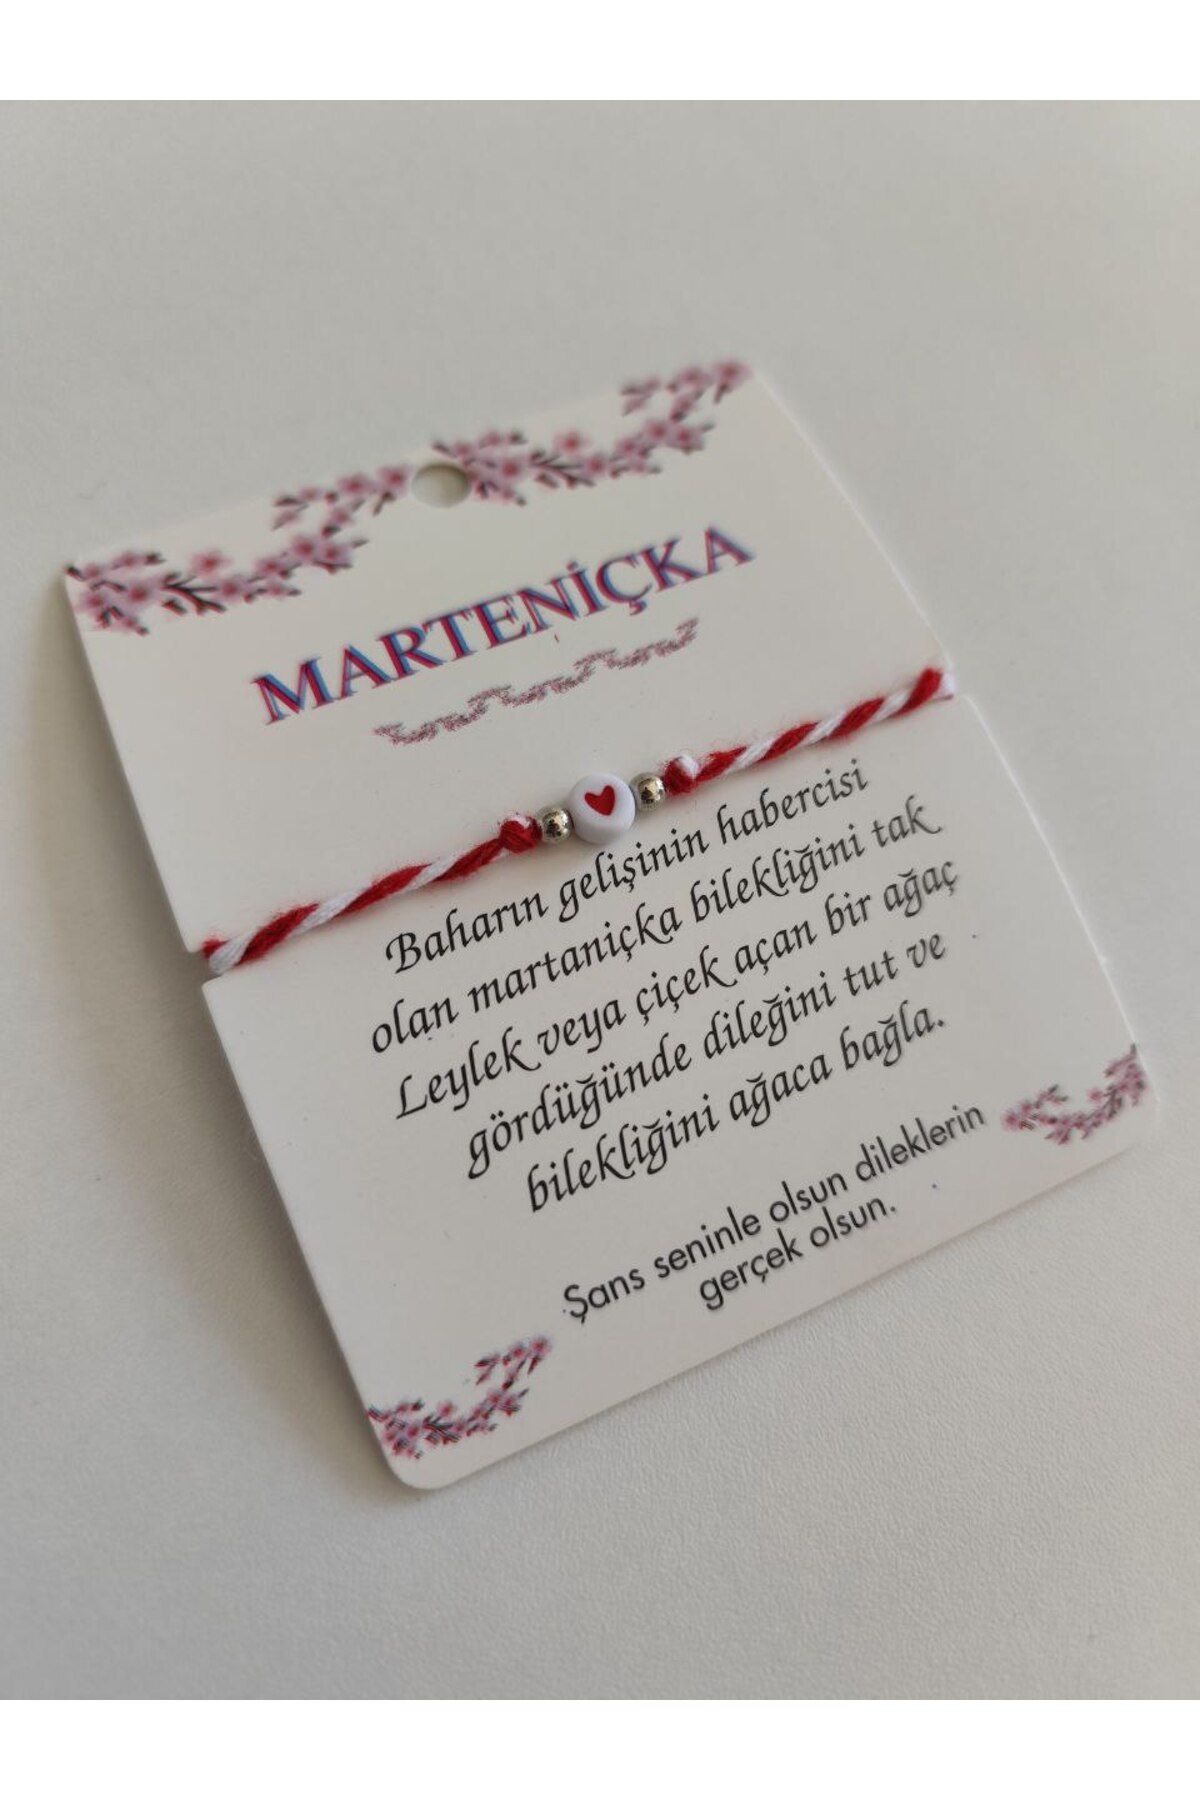 MARTENİÇKA
Baharın gelişinin habercisi
olan martaniçka bilekliğini tak
Leylek veya çiçek açan bir ağaç
gördüğünde dileğini tut ve
bilekliğini ağaca bağla.
Şans seninle olsun dileklerin
gerçek olsun.